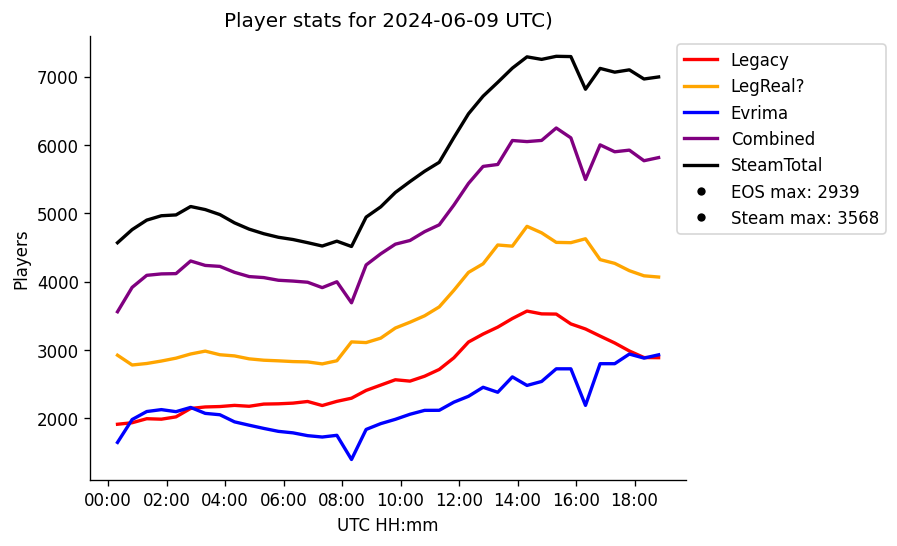 Player stats for 2024-06-09 UTC)
Legacy
LegReal?
Evrima
Combined
SteamTotal
EOS max: 2939
Steam max: 3568
Players
7000
6000
5000
4000
3000
2000
00:00 02:00 04:00 06:00 08:00 10:00 12:00 14:00 16:00 18:00
UTC HH:mm